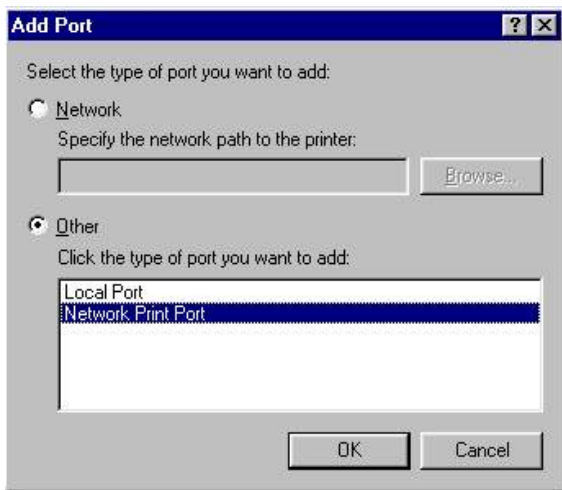 Add Port
Select the type of port you want to add:
Network
Specify the network path to the printer:
Browse...
Other
Click the type of port you want to add:
Local Port
Network Print Port
OK Cancel